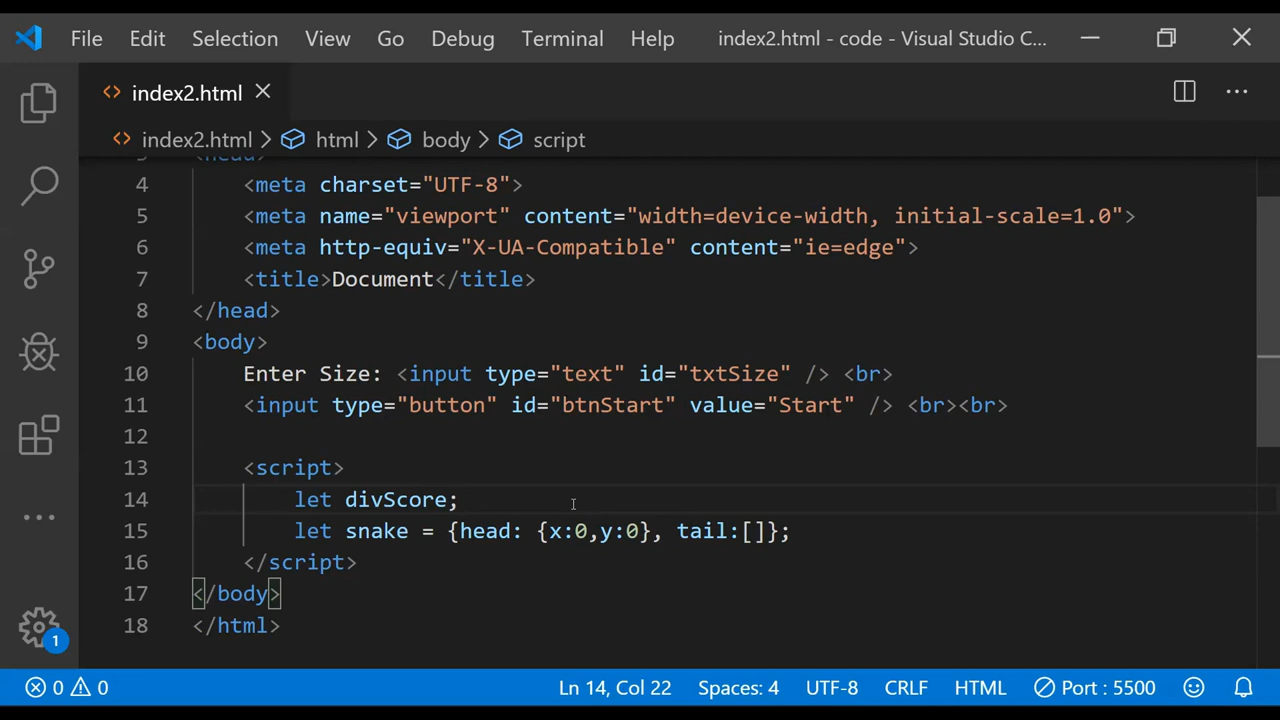 File Edit Selection View Go Debug Terminal Help index2.html - code - Visual Studio C...
index2.html
index2.html > html > body > script
3 <head>
4 <meta charset="UTF-8">
5 <meta name="viewport" content="width=device-width, initial-scale=1.0">
6 <meta http-equiv="X-UA-Compatible" content="ie=edge">
7 <title>Document</title>
8 </head>
9 <body>
10 Enter Size: <input type="text" id="txtSize" /> <br>
11 <input type="button" id="btnStart" value="Start" /> <br><br>
12
13 <script>
14 let divScore;
15 let snake = {head: {x:0,y:0}, tail:[]};
16 </script>
17 </body>
18 </html>
1
0 0 Ln 14, Col 22 Spaces: 4 UTF-8 CRLF HTML Port : 5500